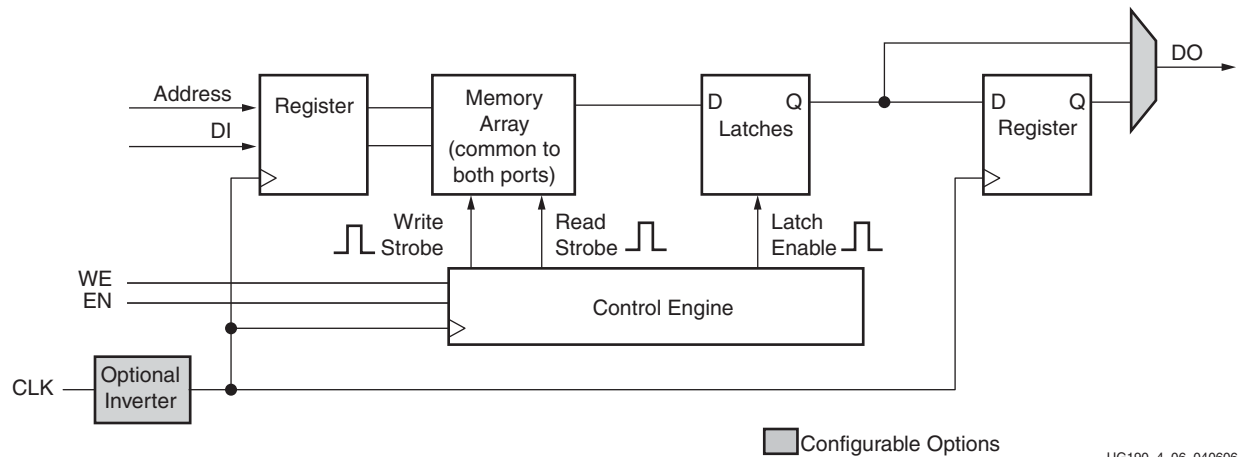 Address
DI
Register
Memory
Array
(common to
both ports)
D Q
Latches
D Q
Register
DO
Write
Strobe
Read
Strobe
Latch
Enable
WE
EN
Control Engine
CLK
Optional
Inverter
Configurable Options